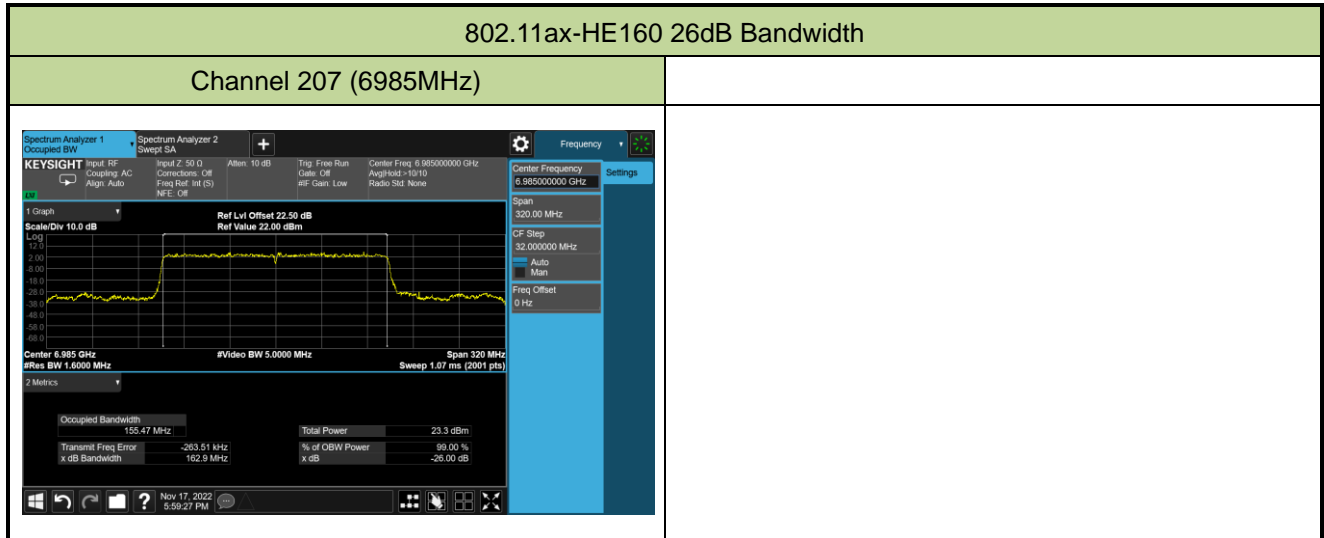 802.11ax-HE160 26dB Bandwidth
Channel 207 (6985MHz)
Spectrum Analyzer 1
Occupied BW
Spectrum Analyzer 2
Swept SA
+
Frequency
KEYSIGHT
Input: RF
Coupling: AC
Align: Auto
Input Z: 50 Ω
Corrections: Off
Freq Ref: Int (S)
NFE: Off
Atten: 10 dB
Trig: Free Run
Gate: Off
#IF Gain: Low
Center Freq: 6.985000000 GHz
Avg|Hold:>10/10
Radio Std: None
Center Frequency
6.985000000 GHz
Settings
Span
320.00 MHz
CF Step
32.000000 MHz
Auto
Man
Freq Offset
0 Hz
1 Graph
Scale/Div 10.0 dB
Ref Lvl Offset 22.50 dB
Ref Value 22.00 dBm
Log
12.0
2.00
-8.00
-18.0
-28.0
-38.0
-48.0
-58.0
-68.0
Center 6.985 GHz
#Video BW 5.0000 MHz
Span 320 MHz
#Res BW 1.6000 MHz
Sweep 1.07 ms (2001 pts)
2 Metrics
Occupied Bandwidth
155.47 MHz
Total Power 23.3 dBm
Transmit Freq Error -263.51 kHz
% of OBW Power 99.00 %
x dB Bandwidth 162.9 MHz
x dB -26.00 dB
?
Nov 17, 2022
5:59:27 PM